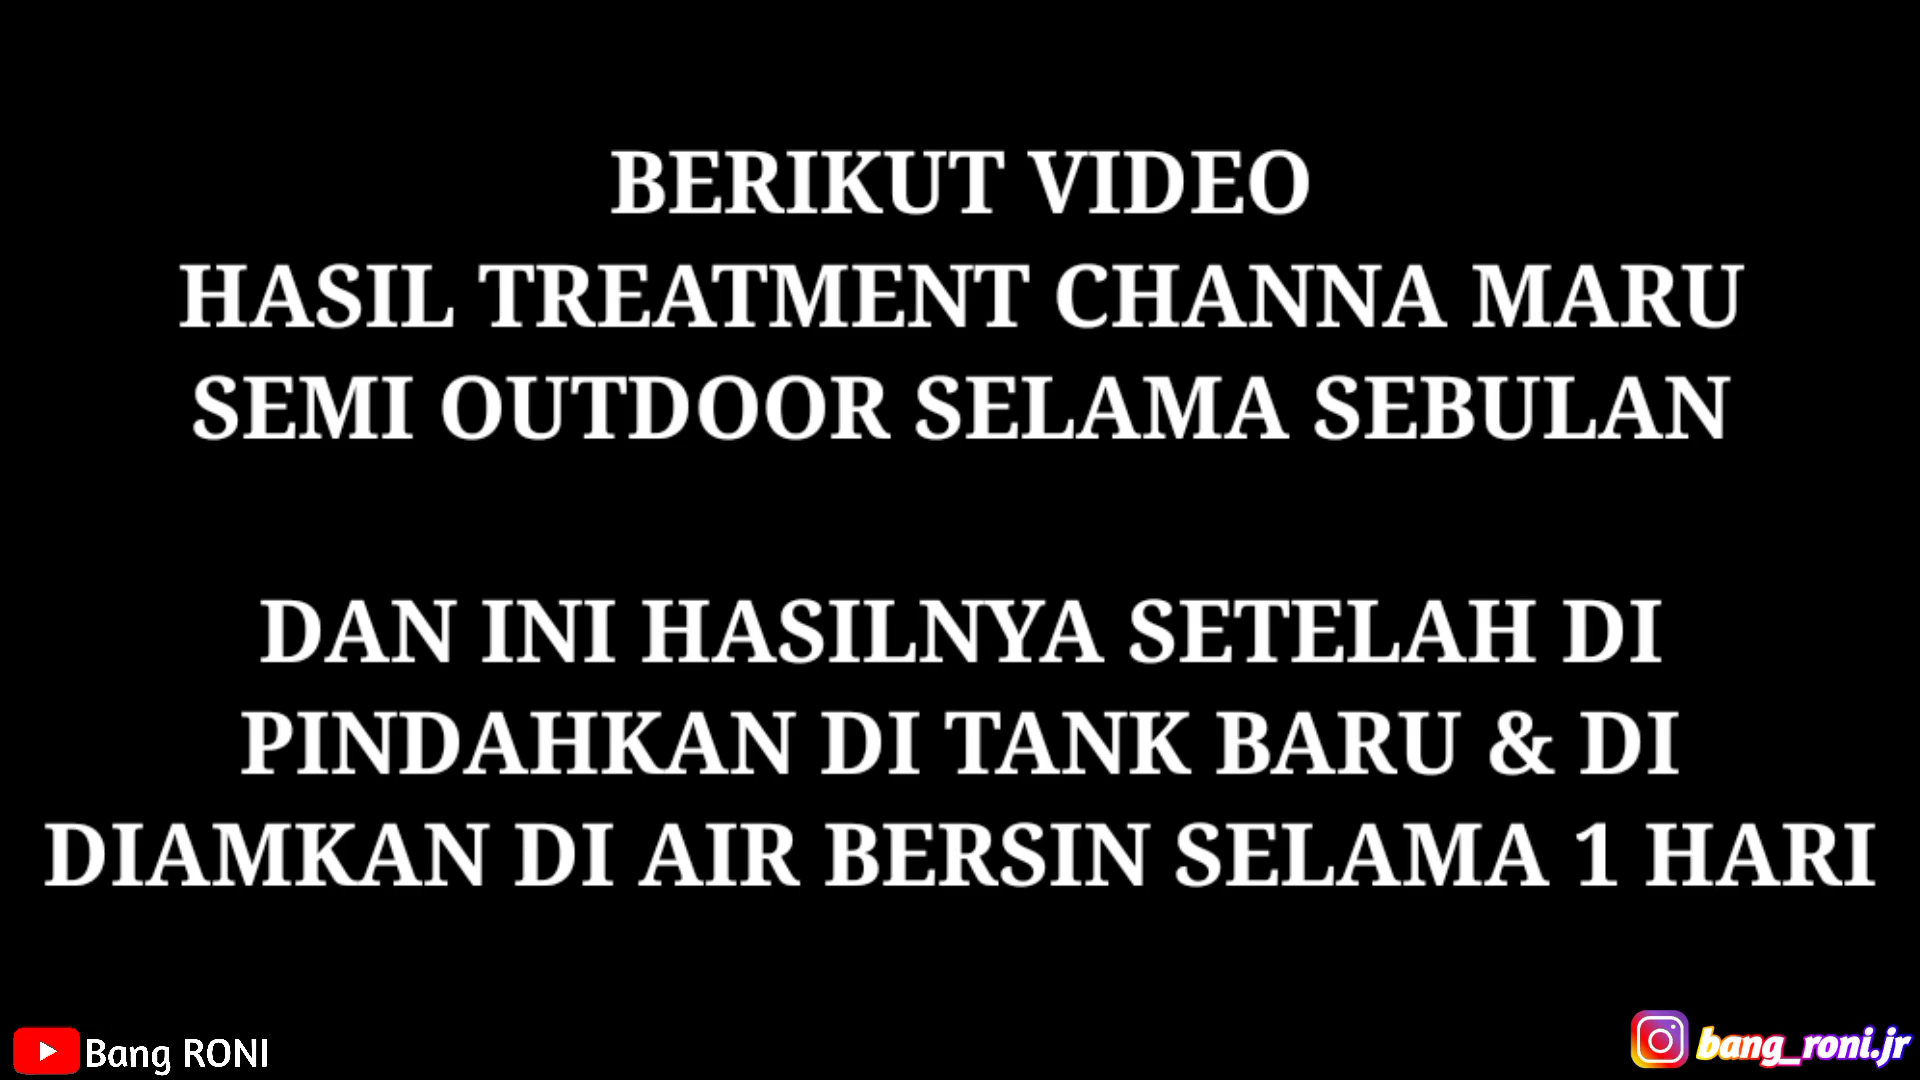 BERIKUT VIDEO
HASIL TREATMENT CHANNA MARU
SEMI OUTDOOR SELAMA SEBULAN
DAN INI HASILNYA SETELAH DI
PINDAHKAN DI TANK BARU & DI
DIAMKAN DI AIR BERSIN SELAMA 1 HARI
Bang RONI
bang_roni.jr